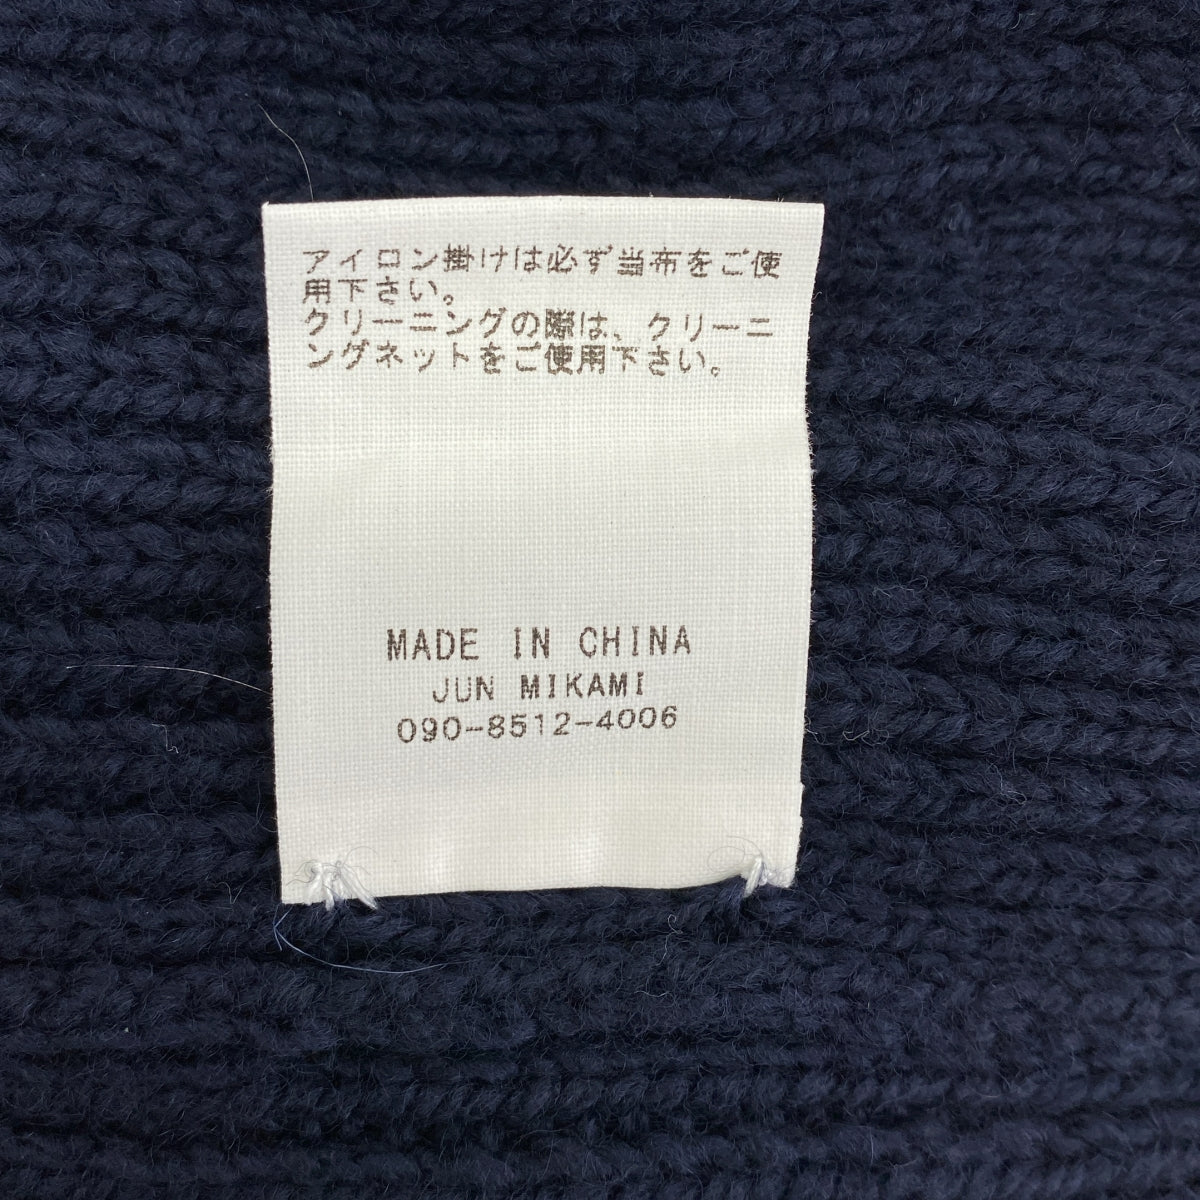 アイロン掛けは必ず当布をご使
用下さい。
クリーニングの際は、クリーニ
ングネットをご使用下さい。
MADE IN CHINA
JUN MIKAMI
090-8512-4006